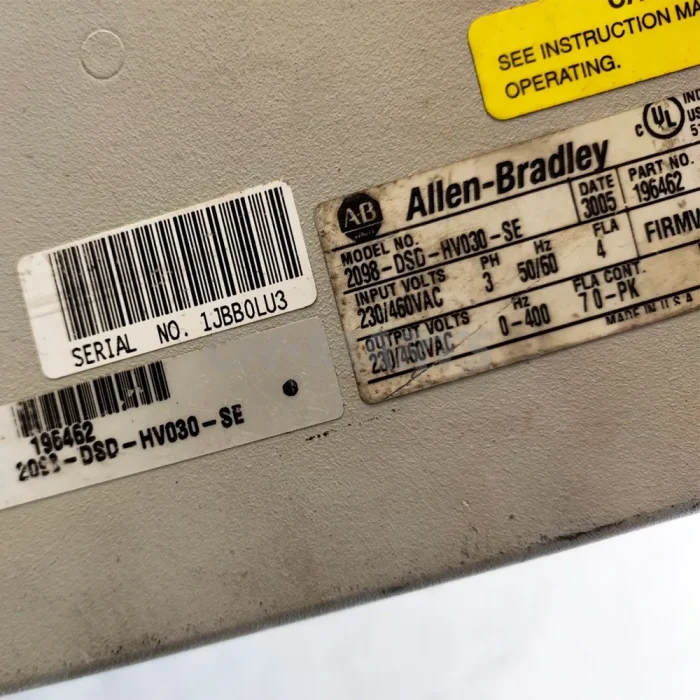 SEE INSTRUCTION MA
OPERATING.
AB
Allen-Bradley
DATE
3005
PART NO.
196462
MODEL NO.
2098-DSD-HV030-SE
INPUT VOLTS PH Hz FLA
230/460VAC 3 50/60 4
FIRMV
OUTPUT VOLTS Hz FLA CONT.
230/460VAC 0-400 7 0-PK
MADE IN U.S.A
C UL
SERIAL NO. 1JBB0LU3
196462
2098-DSD-HV030-SE